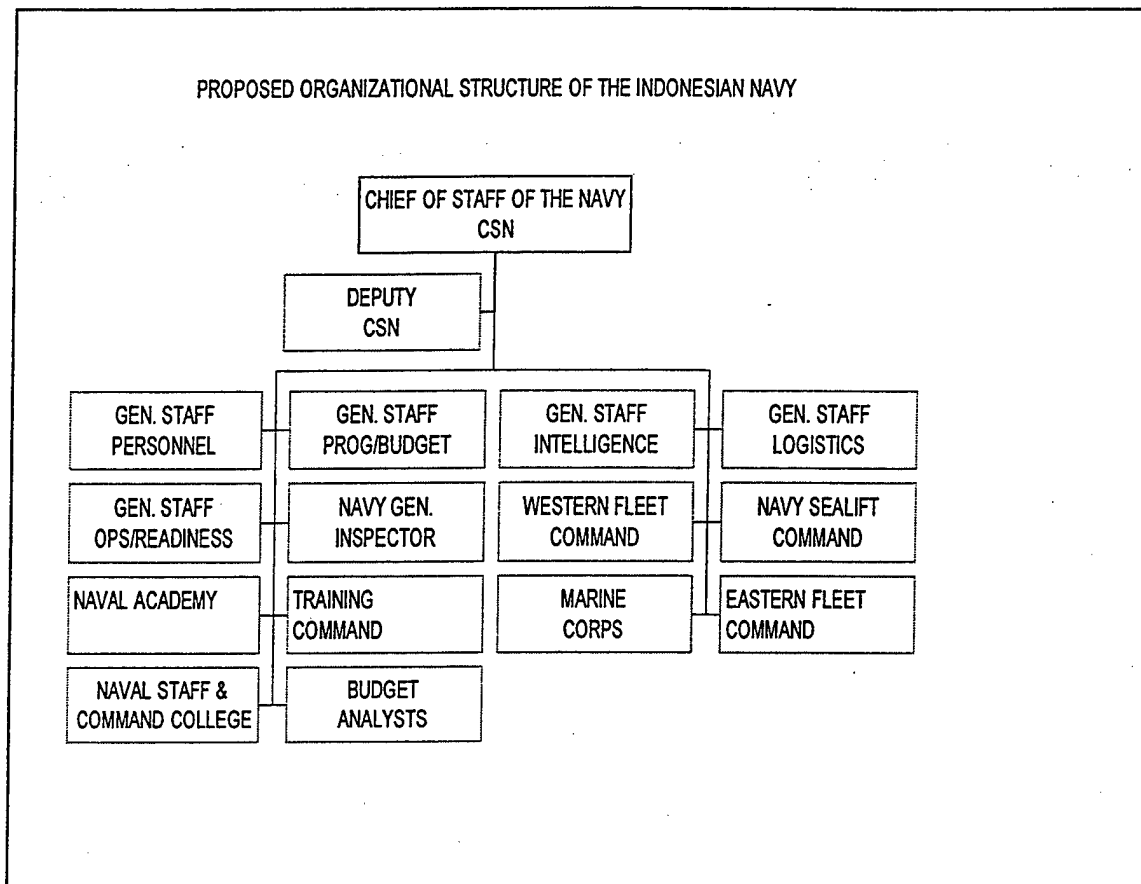 PROPOSED ORGANIZATIONAL STRUCTURE OF THE INDONESIAN NAVY
CHIEF OF STAFF OF THE NAVY
CSN
DEPUTY
CSN
GEN. STAFF
PERSONNEL
GEN. STAFF
PROG/BUDGET
GEN. STAFF
INTELLIGENCE
GEN. STAFF
LOGISTICS
GEN. STAFF
OPS/READINESS
NAVY GEN.
INSPECTOR
WESTERN FLEET
COMMAND
NAVY SEALIFT
COMMAND
NAVAL ACADEMY
TRAINING
COMMAND
MARINE
CORPS
EASTERN FLEET
COMMAND
NAVAL STAFF &
COMMAND COLLEGE
BUDGET
ANALYSTS